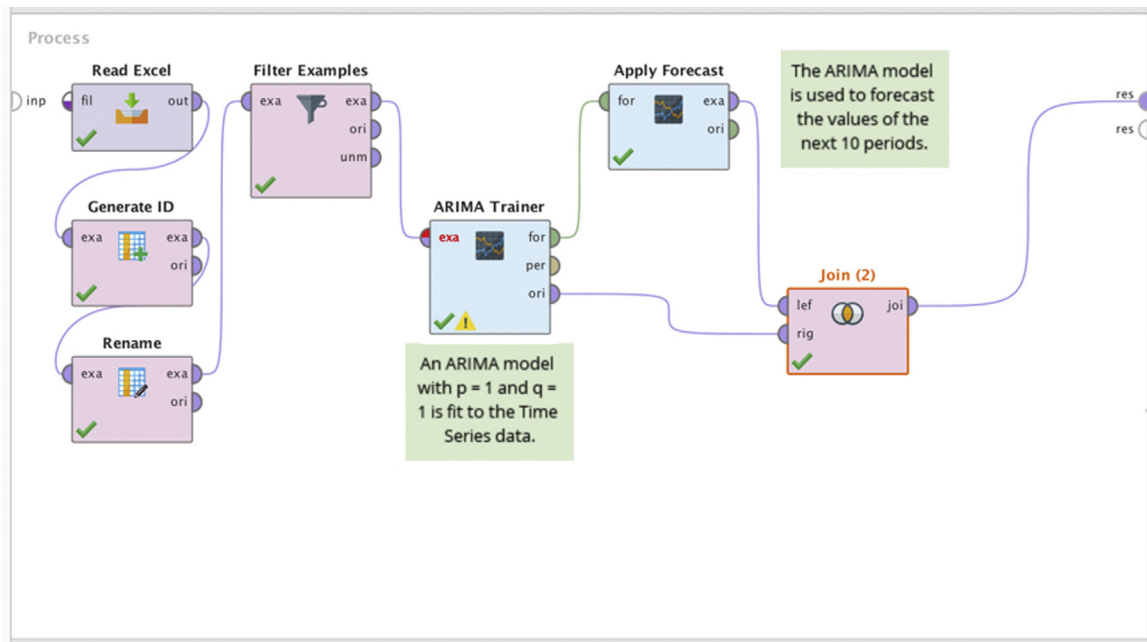 Process
inp
Read Excel
fil out
Generate ID
exa exa
ori
Rename
exa exa
ori
Filter Examples
exa exa
ori
unm
ARIMA Trainer
exa for
per
ori
An ARIMA model
with p = 1 and q =
1 is fit to the Time
Series data.
Apply Forecast
for exa
ori
The ARIMA model
is used to forecast
the values of the
next 10 periods.
Join (2)
lef joi
rig
res
res